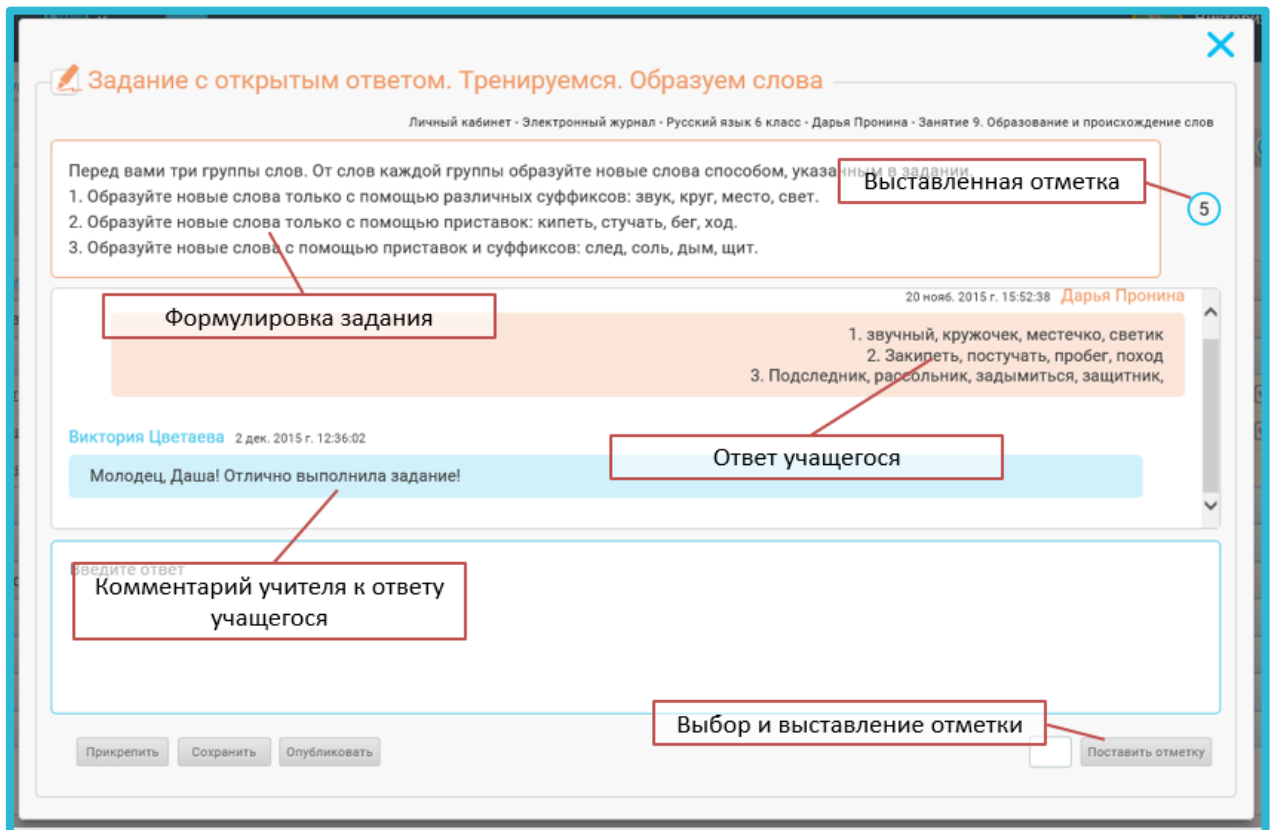 Виктория
Задание с открытым ответом. Тренируемся. Образуем слова
Личный кабинет - Электронный журнал - Русский язык 6 класс - Дарья Пронина - Занятие 9. Образование и происхождение слов
Перед вами три группы слов. От слов каждой группы образуйте новые слова способом, указанным в задании.
Выставленная отметка
1. Образуйте новые слова только с помощью различных суффиксов: звук, круг, место, свет.
5
2. Образуйте новые слова только с помощью приставок: кипеть, стучать, бег, ход.
3. Образуйте новые слова с помощью приставок и суффиксов: след, соль, дым, щит.
20 нояб. 2015 г. 15:52:38 Дарья Пронина
Формулировка задания
1. звучный, кружочек, местечко, светик
2. Закипеть, постучать, пробег, поход
3. Подследник, рассольник, задымиться, защитник,
Виктория Цветаева 2 дек. 2015 г. 12:36:02
Ответ учащегося
Молодец, Даша! Отлично выполнила задание!
Введите ответ
Комментарий учителя к ответу
учащегося
Выбор и выставление отметки
Прикрепить Сохранить Опубликовать Поставить отметку